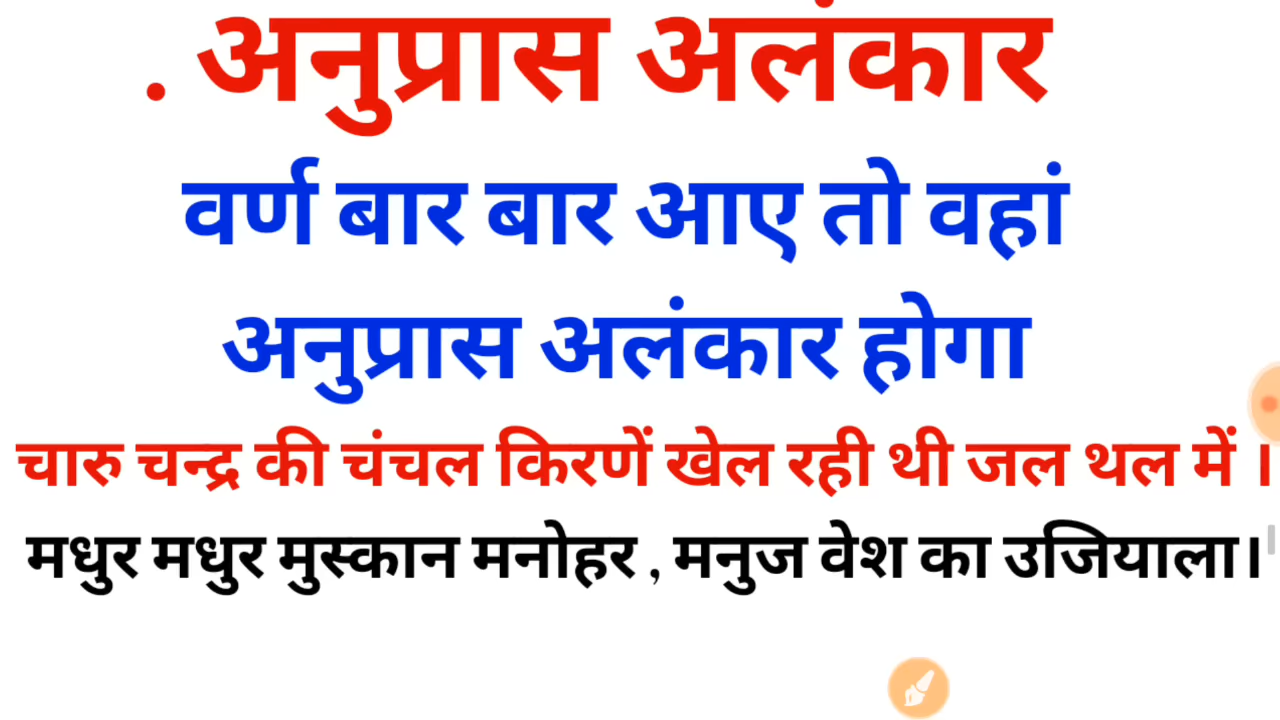 . अनुप्रास अलंकार
वर्ण बार बार आए तो वहां
अनुप्रास अलंकार होगा
चारु चन्द्र की चंचल किरणें खेल रही थी जल थल में ।
मधुर मधुर मुस्कान मनोहर , मनुज वेश का उजियाला।